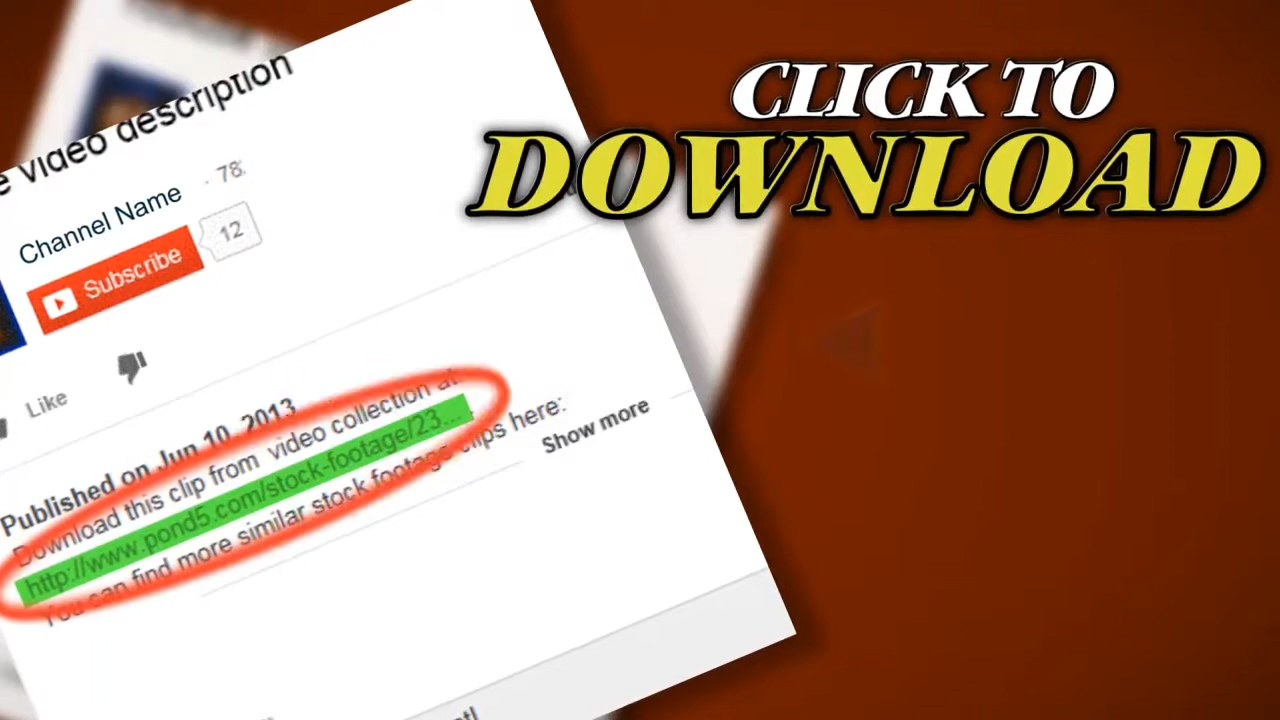 CLICK TO
DOWNLOAD
video description
Channel Name
Subscribe
12
Like
Published on Jun 10, 2013
Download this clip from video collection at
http://www.pond5.com/stock-footage/23...
You can find more similar stock footage clips here:
Show more